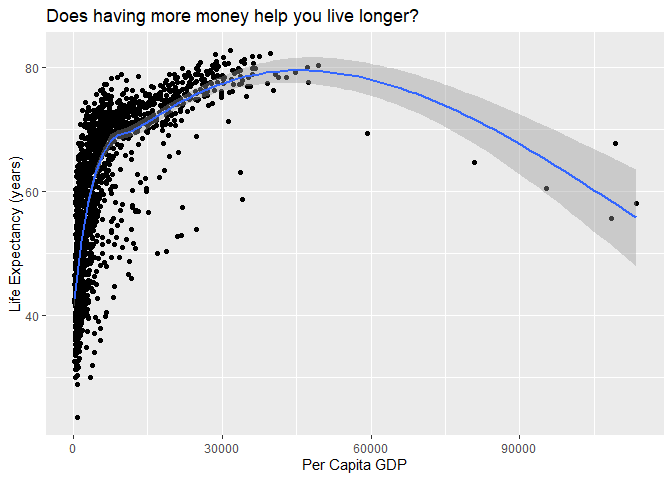 Does having more money help you live longer?
Life Expectancy (years)
80
60
40
0
30000
60000
90000
Per Capita GDP